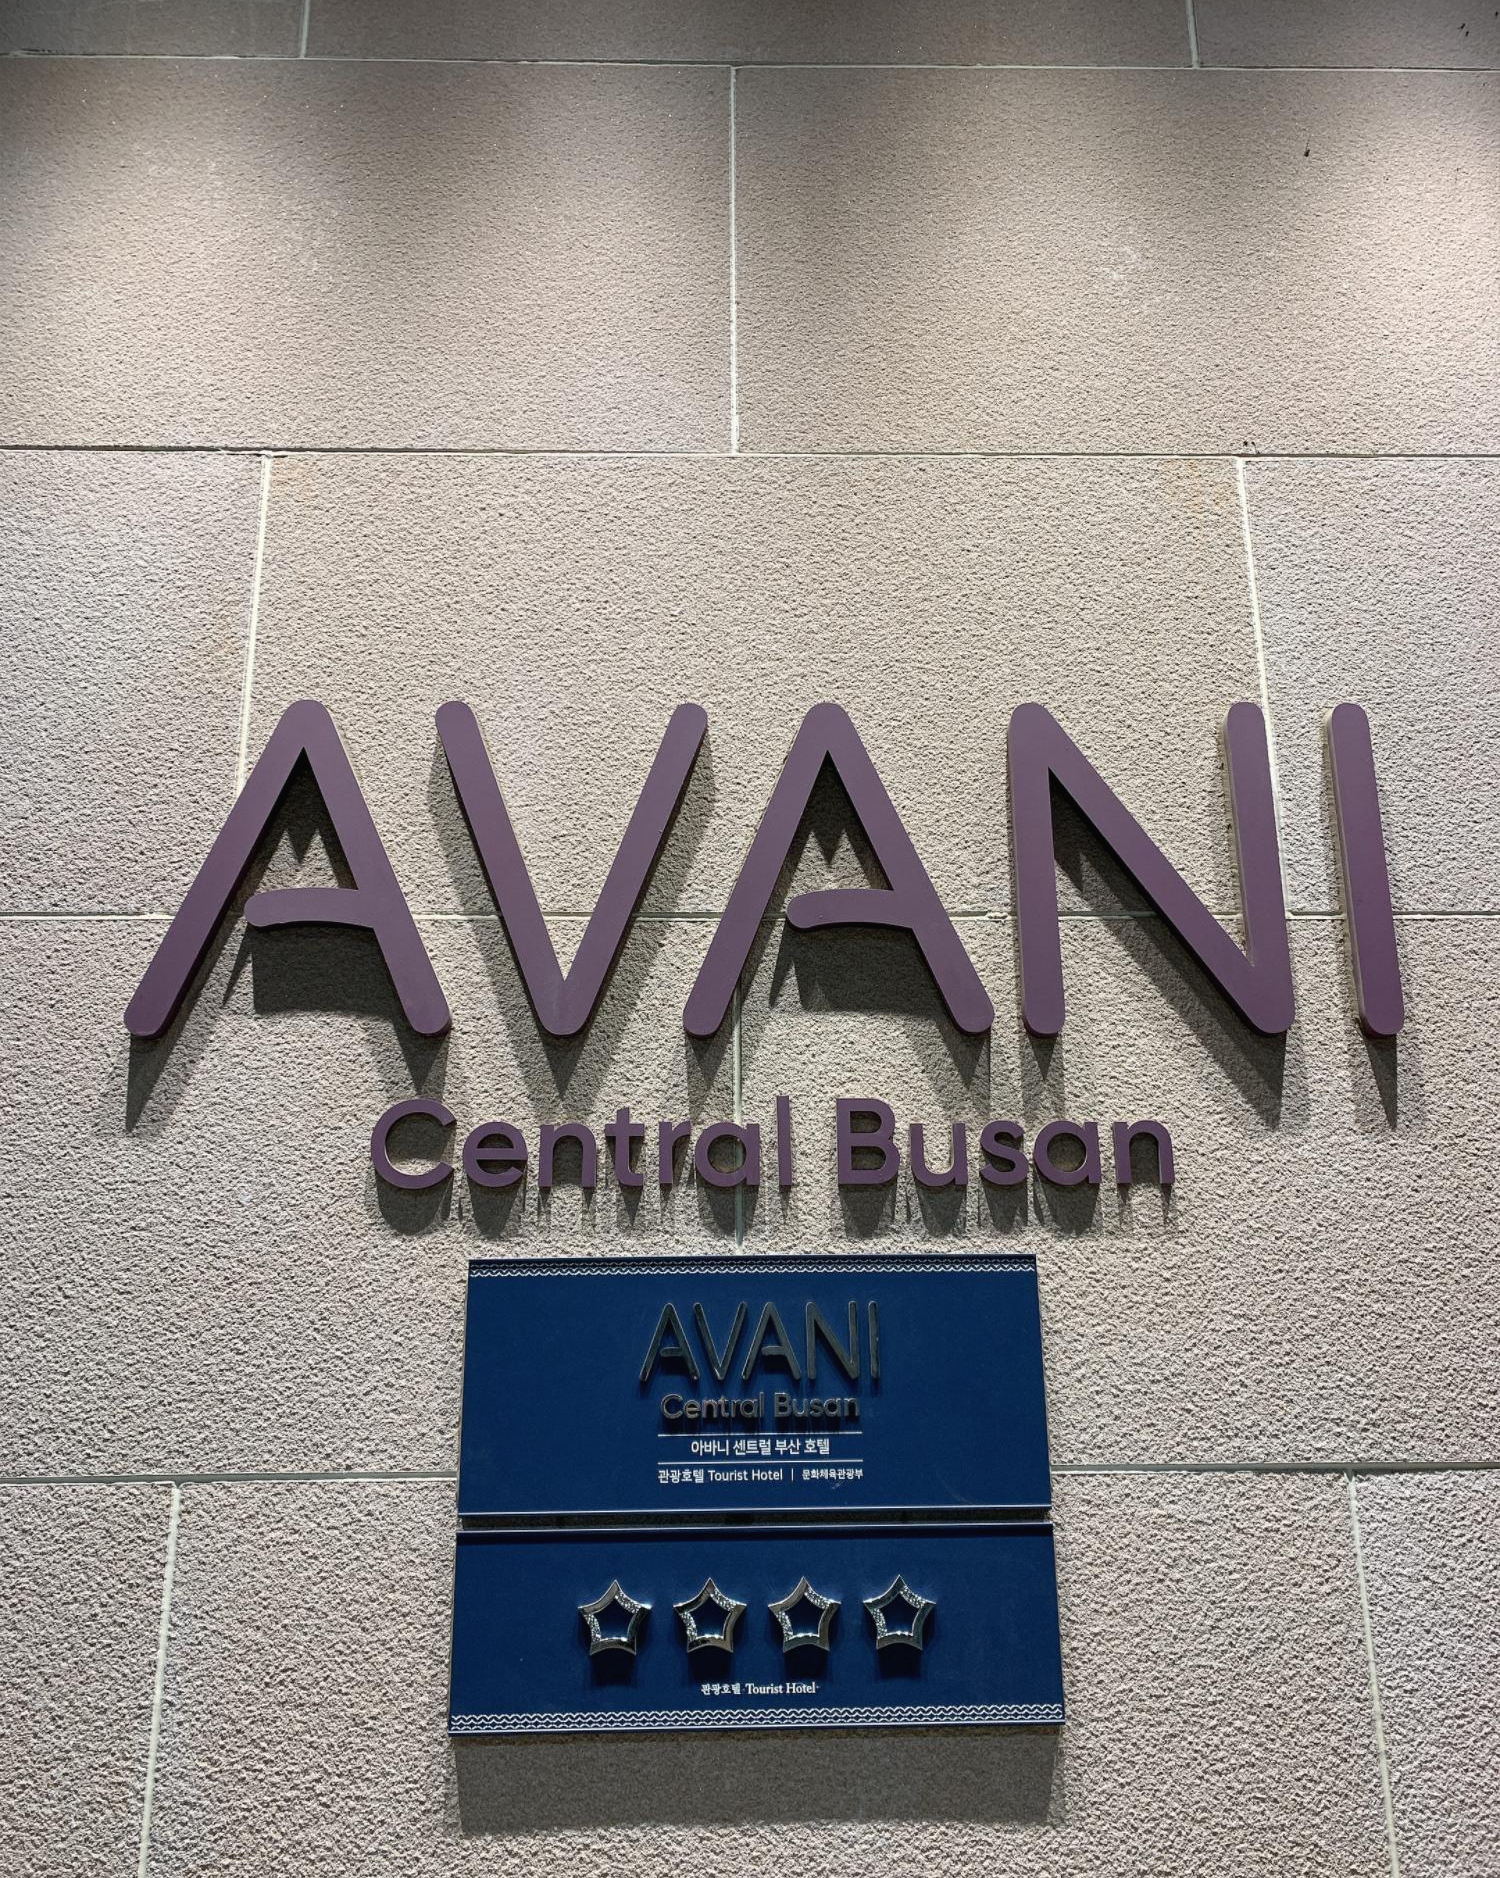 AVANI
Central Busan
AVANI
Central Busan
아바니 센트럴 부산 호텔
관광호텔 Tourist Hotel | 문화체육관광부
관광호텔 Tourist Hotel